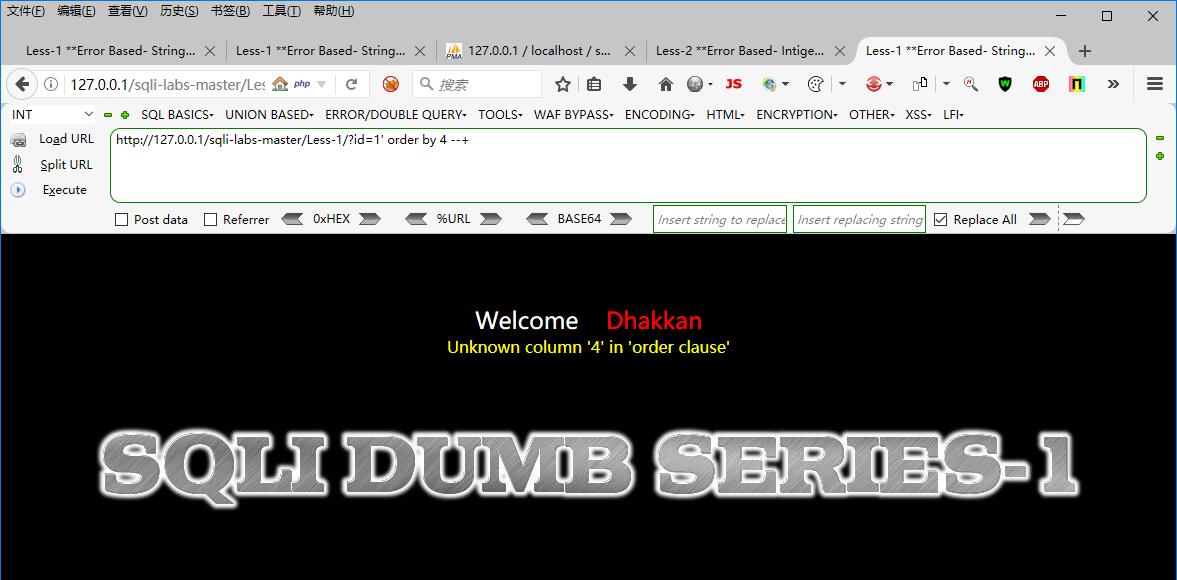 文件(F) 编辑(E) 查看(V) 历史(S) 书签(B) 工具(T) 帮助(H)
Less-1 **Error Based- String... Less-1 **Error Based- String... PMA 127.0.0.1 / localhost / s... Less-2 **Error Based- Intige... Less-1 **Error Based- String...
127.0.0.1/sqli-labs-master/Les php 搜索 JS ABP
INT SQL BASICS UNION BASED ERROR/DOUBLE QUERY TOOLS WAF BYPASS ENCODING HTML ENCRYPTION OTHER XSS LFI
Load URL http://127.0.0.1/sqli-labs-master/Less-1/?id=1' order by 4 --+
Split URL
Execute
Post data Referrer 0xHEX %URL BASE64 Insert string to replace Insert replacing string Replace All
Welcome Dhakkan
Unknown column '4' in 'order clause'
SQLI DUMB SERIES-1